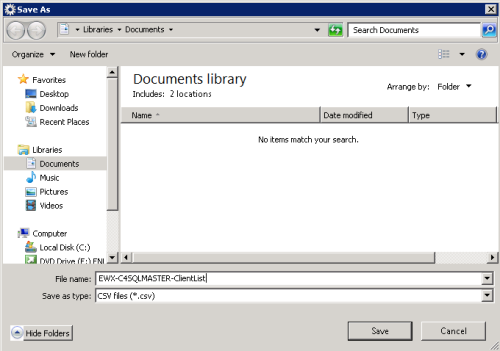 Save As
Libraries Documents
Search Documents
Organize New folder
Favorites
Desktop
Downloads
Recent Places
Libraries
Documents
Music
Pictures
Videos
Computer
Local Disk (C:)
DVD Drive (E:) ENI
Documents library
Includes: 2 locations
Arrange by: Folder
Name Date modified Type
No items match your search.
File name: EWX-C4SQLMASTER-ClientList
Save as type: CSV files (*.csv)
Hide Folders Save Cancel